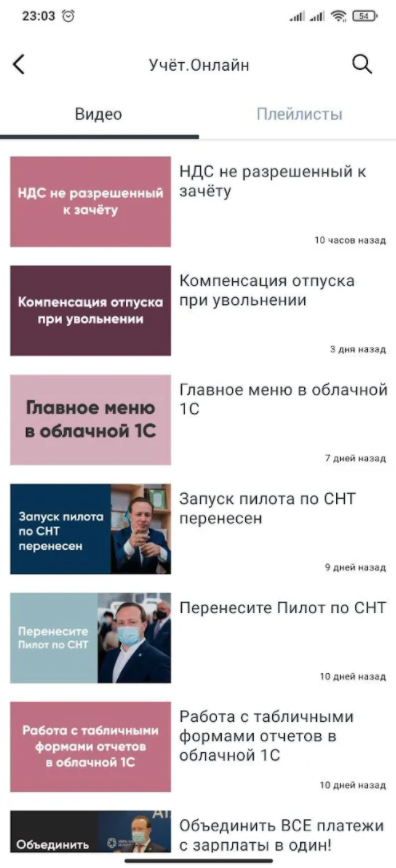 23:03
54
Учёт.Онлайн
Видео
Плейлисты
НДС не разрешенный
к зачёту
НДС не разрешенный к
зачёту
10 часов назад
Компенсация отпуска
при увольнении
Компенсация отпуска
при увольнении
3 дня назад
Главное меню
в облачной 1С
Главное меню в облачной
1С
7 дней назад
Запуск пилота
по СНТ
перенесен
Запуск пилота по СНТ
перенесен
9 дней назад
Перенесите
Пилот по СНТ
Перенесите Пилот по СНТ
10 дней назад
Работа с табличными
формами отчетов
в облачной 1С
Работа с табличными
формами отчетов в
облачной 1С
10 дней назад
Объединить
Объединить ВСЕ платежи
с зарплаты в один!